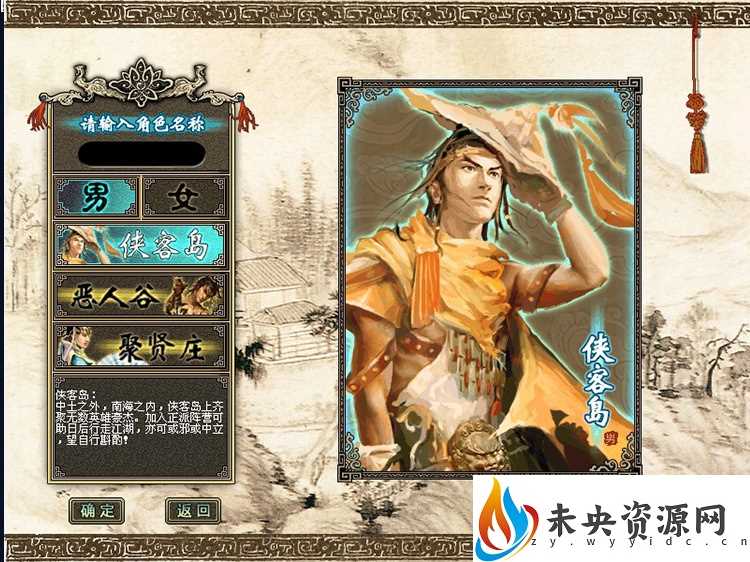 请输入角色名称
男
女
侠客岛
恶人谷
聚贤庄
侠客岛:
中土之外，南海之内，侠客岛上齐
聚无数英雄豪杰。加入正派阵营可
助日后行走江湖，亦可或邪或中立
，望自行斟酌！
确定
返回
侠客岛
男
未央资源网
zy.wyyidc.cn